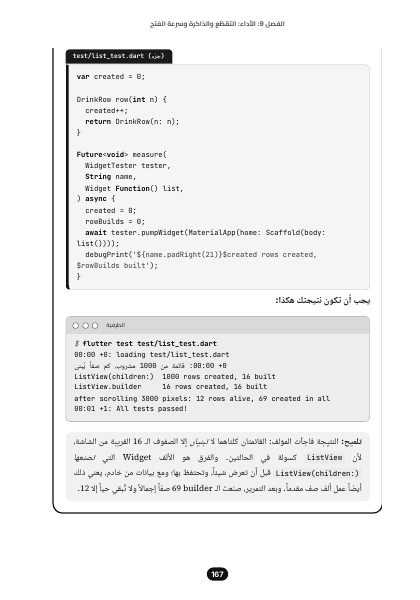 الفصل 9: الأداء: التقطّع والذاكرة وسرعة الفتح
test/list_test.dart (جزء)
var created = 0;
DrinkRow row(int n) {
created++;
return DrinkRow(n: n);
}
Future<void> measure(
WidgetTester tester,
String name,
Widget Function() list,
) async {
created = 0;
rowBuilds = 0;
await tester.pumpWidget(MaterialApp(home: Scaffold(body:
list())));
debugPrint('${name.padRight(21)}$created rows created,
$rowBuilds built');
}
يجب أن تكون نتيجتك هكذا:
الطرفية
$ flutter test test/list_test.dart
00:00 +0: loading test/list_test.dart
00:00 +0: قائمة من 1000 مشروب، كم صفاً يُبنى
ListView(children:)  1000 rows created, 16 built
ListView.builder     16 rows created, 16 built
after scrolling 3000 pixels: 12 rows alive, 69 created in all
00:01 +1: All tests passed!
تلميح: النتيجة فاجأت المؤلف: القائمتان كلتاهما لا تبنيان إلا الصفوف الـ 16 القريبة من الشاشة،
لأن ListView كسولة في الحالتين. والفرق هو الألف Widget التي تصنعها
ListView(children:) قبل أن تعرض شيئاً، وتحتفظ بها؛ ومع بيانات من خادم، يعني ذلك
أيضاً عمل ألف صف مقدماً. وبعد التمرير، صنعت الـ builder 69 صفاً إجمالاً ولا تُبقي حياً إلا 12.
167